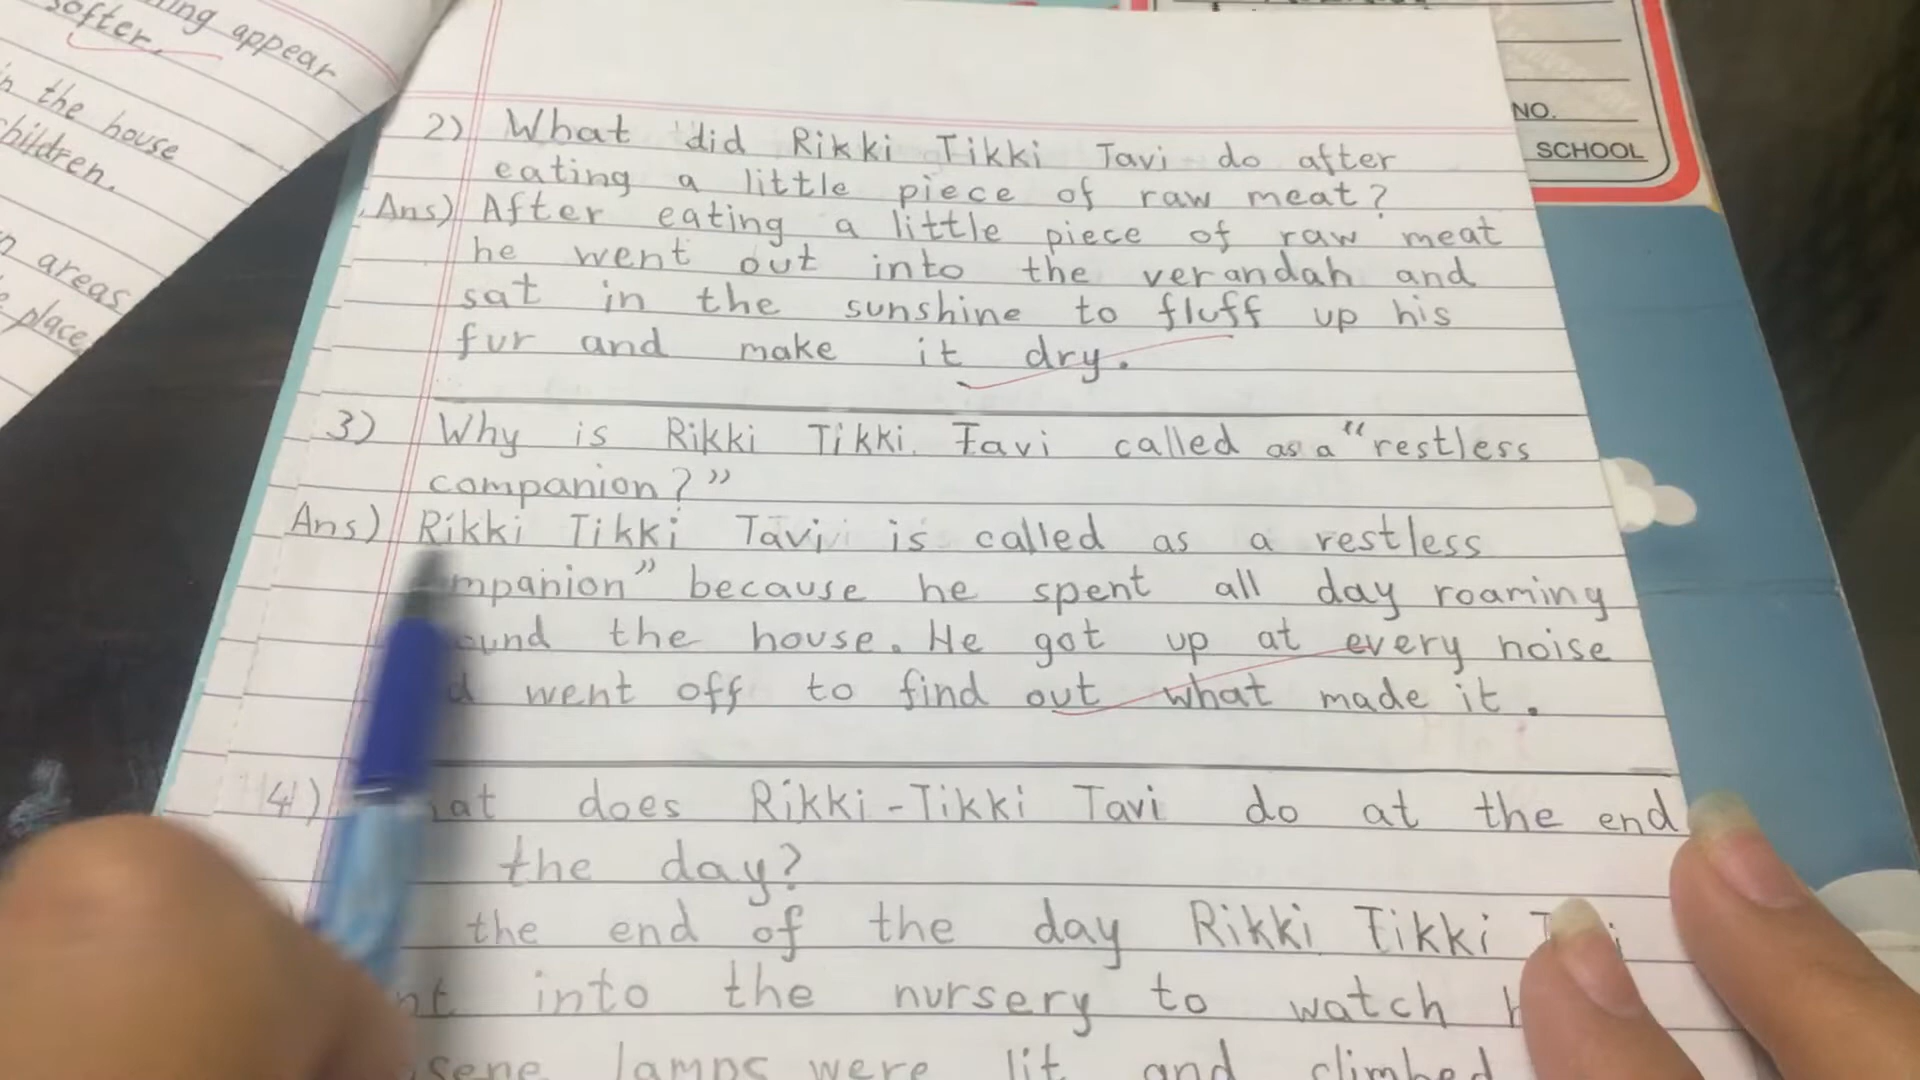 ing appear
softer.
the house
children.
areas
place
NO.
SCHOOL
2) What did Rikki Tikki Tavi do after
eating a little piece of raw meat?
Ans) After eating a little piece of raw meat
he went out into the verandah and
sat in the sunshine to fluff up his
fur and make it dry.
3) Why is Rikki Tikki Tavi called as a "restless
companion?"
Ans) Rikki Tikki Tavi is called as a restless
mpanion" because he spent all day roaming
ound the house. He got up at every noise
d went off to find out what made it.
4) at does Rikki-Tikki Tavi do at the end
the day?
the end of the day Rikki Tikki
nt into the nursery to watch
sene lamps were lit and climbed